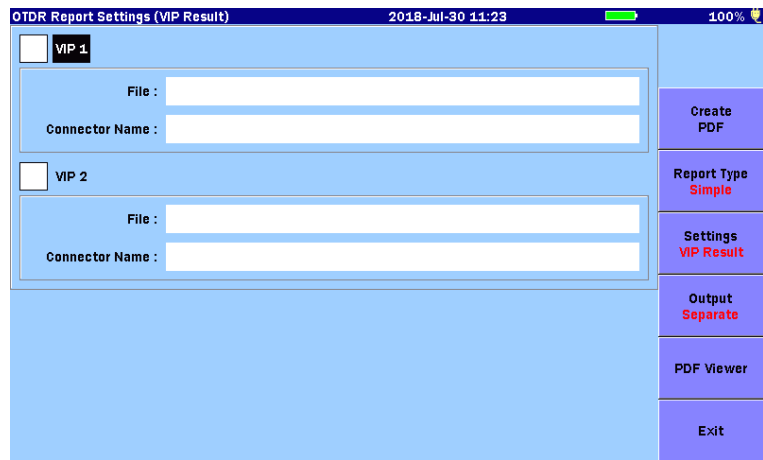 OTDR Report Settings (VIP Result) 2018-Jul-30 11:23 100%
VIP 1
File :
Connector Name :
VIP 2
File :
Connector Name :
Create
PDF
Report Type
Simple
Settings
VIP Result
Output
Separate
PDF Viewer
Exit